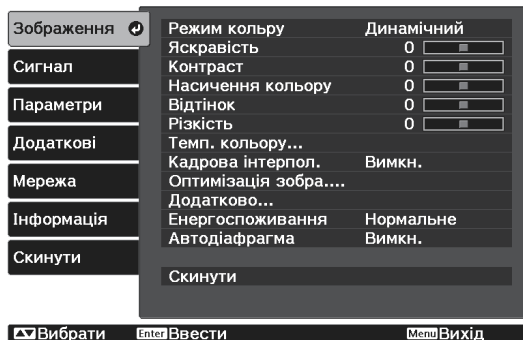 Зображення
Сигнал
Параметри
Додаткові
Мережа
Інформація
Скинути
Режим кольру Динамічний
Яскравість 0
Контраст 0
Насичення кольору 0
Відтінок 0
Різкість 0
Темп. кольору...
Кадрова інтерпол. Вимкн.
Оптимізація зобра....
Додатково...
Енергоспоживання Нормальне
Автодіафрагма Вимкн.
Скинути
Вибрати Enter Ввести Menu Вихід